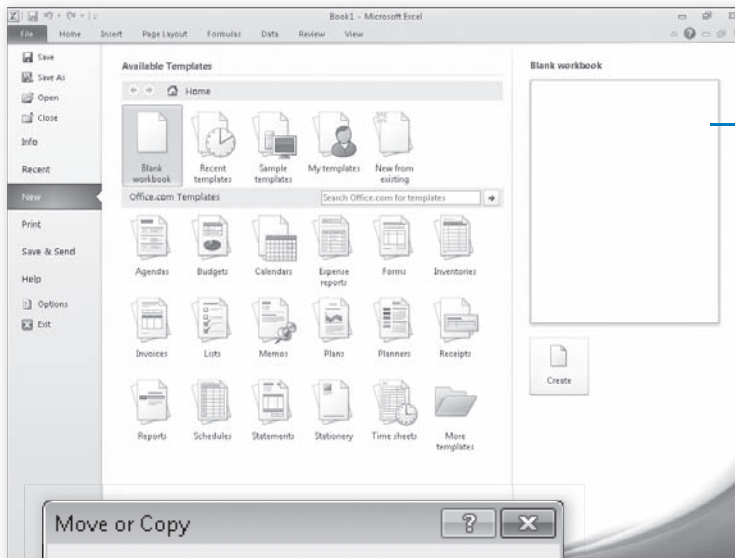 Book1 - Microsoft Excel
File Home Insert Page Layout Formulas Data Review View
Save
Save As
Open
Close
Info
Recent
New
Print
Save & Send
Help
Options
Exit
Available Templates
Home
Blank workbook
Recent templates
Sample templates
My templates
New from existing
Office.com Templates
Search Office.com for templates
Agendas
Budgets
Calendars
Expense reports
Forms
Inventories
Invoices
Lists
Memos
Plans
Planners
Receipts
Reports
Schedules
Statements
Stationery
Time sheets
More templates
Blank workbook
Create
Move or Copy